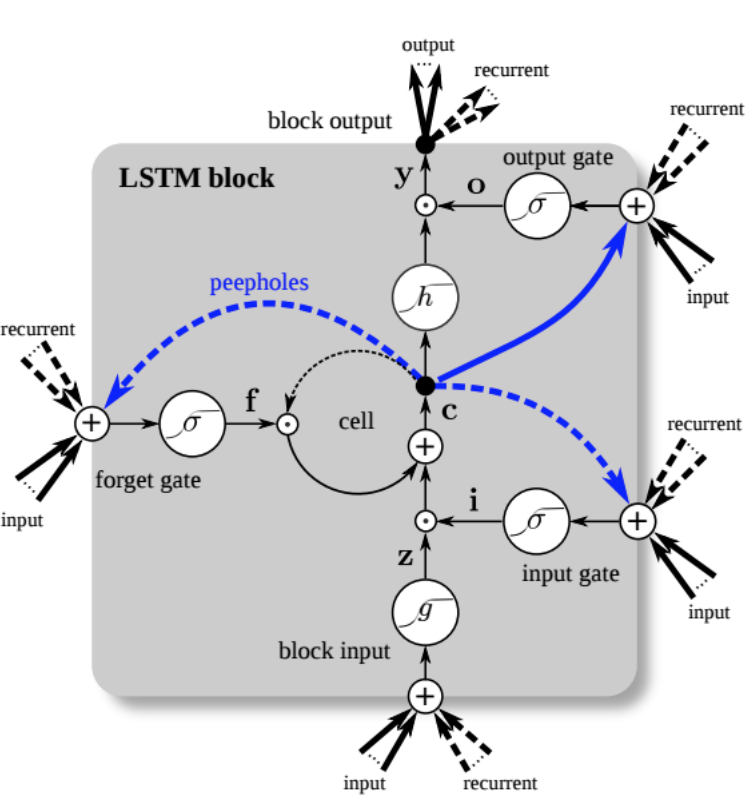 output
recurrent
block output
recurrent
LSTM block
output gate
y
o
σ
+
h
input
peepholes
recurrent
+
σ
f
cell
c
+
recurrent
forget gate
input
i
σ
+
z
input gate
g
input
block input
+
input
recurrent